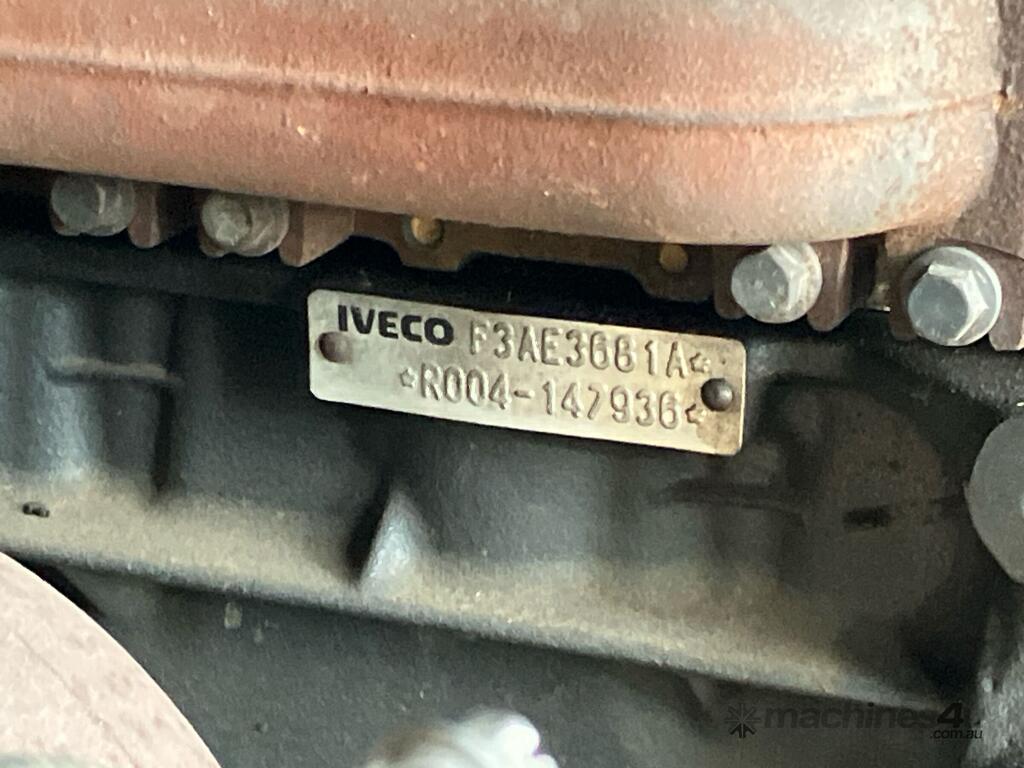 IVECO F3AE3681A☆
☆R004-147936☆
machines4u
.com.au